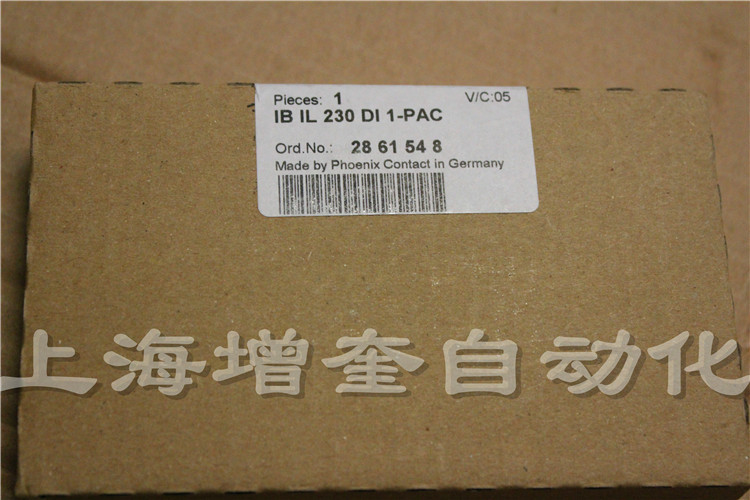 Pieces: 1 V/C:05
IB IL 230 DI 1-PAC
Ord.No.: 28 61 54 8
Made by Phoenix Contact in Germany
上海增奎自动化